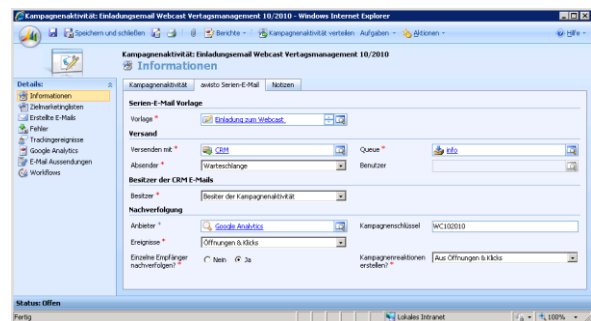 Kampagnenaktivität: Einladungsemail Webcast Vertagsmanagement 10/2010 - Windows Internet Explorer
Speichern und schließen Berichte Kampagnenaktivität verteilen Aufgaben Aktionen Hilfe
Kampagnenaktivität: Einladungsemail Webcast Vertagsmanagement 10/2010
Informationen
Details:
Informationen
Zielmarketinglisten
Erstellte E-Mails
Fehler
Trackingereignisse
Google Analytics
E-Mail Aussendungen
Workflows
Kampagnenaktivität awisto Serien-E-Mail Notizen
Serien-E-Mail Vorlage
Vorlage * Einladung zum Webcast
Versand
Versenden mit * CRM Queue * info
Absender * Warteschlange Benutzer
Besitzer der CRM E-Mails
Besitzer * Besiter der Kampagnenaktivität
Nachverfolgung
Anbieter * Google Analytics Kampagnenschlüssel WC102010
Ereignisse * Öffnungen & Klicks
Einzelne Empfänger nachverfolgen? * Nein Ja Kampagnenreaktionen erstellen? * Aus Öffnungen & Klicks
Status: Offen
Fertig Lokales Intranet 100%